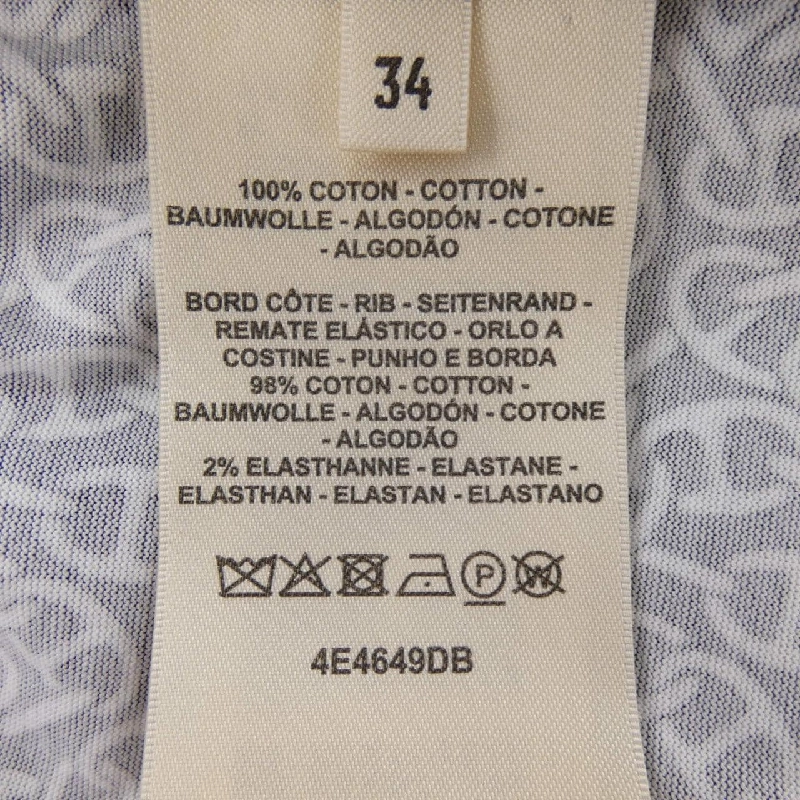 34
100% COTON - COTTON -
BAUMWOLLE - ALGODÓN - COTONE
- ALGODÃO
BORD CÔTE - RIB - SEITENRAND -
REMATE ELÁSTICO - ORLO A
COSTINE - PUNHO E BORDA
98% COTON - COTTON -
BAUMWOLLE - ALGODÓN - COTONE
- ALGODÃO
2% ELASTHANNE - ELASTANE -
ELASTHAN - ELASTAN - ELASTANO
P W
4E4649DB